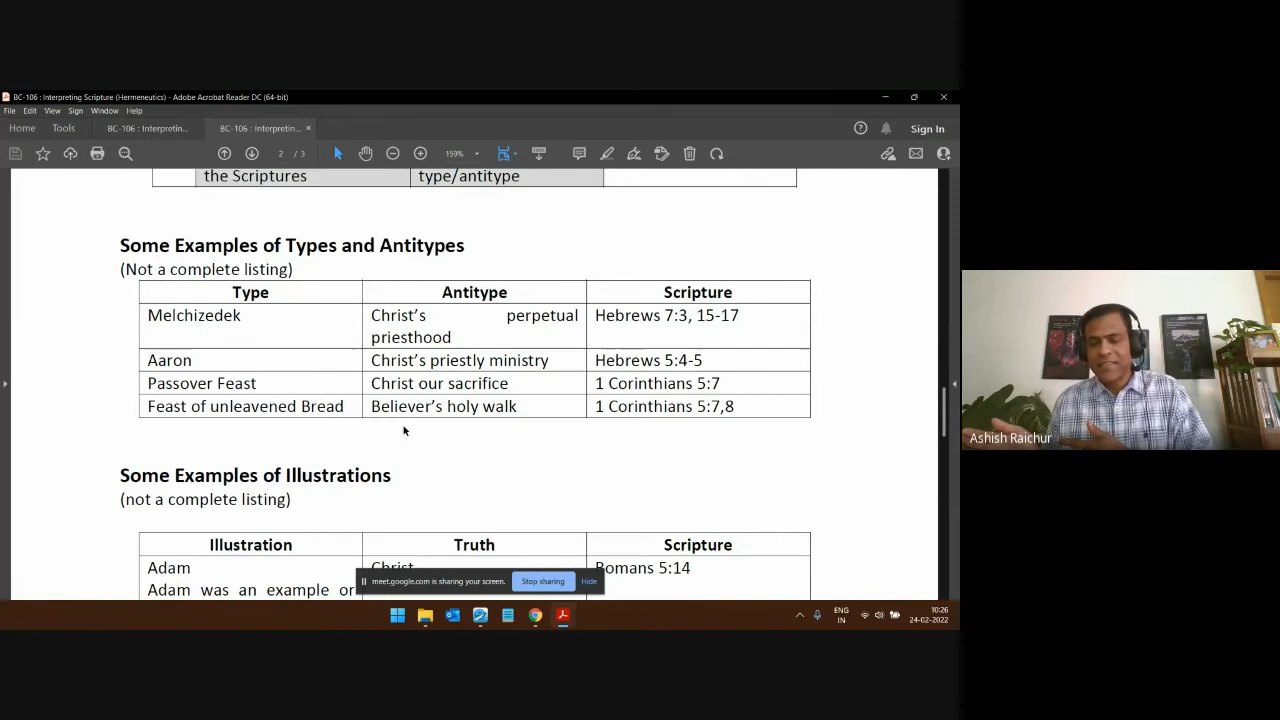 BC-106 : Interpreting Scripture (Hermeneutics) - Adobe Acrobat Reader DC (64-bit)
File Edit View Sign Window Help
Home Tools BC-106 : Interpretin... BC-106 : Interpretin... × Sign In
2 / 3 159%
the Scriptures type/antitype
Some Examples of Types and Antitypes
(Not a complete listing)
Type Antitype Scripture
Melchizedek Christ's perpetual Hebrews 7:3, 15-17
priesthood
Aaron Christ's priestly ministry Hebrews 5:4-5
Passover Feast Christ our sacrifice 1 Corinthians 5:7
Feast of unleavened Bread Believer's holy walk 1 Corinthians 5:7,8
Ashish Raichur
Some Examples of Illustrations
(not a complete listing)
Illustration Truth Scripture
Adam Christ Romans 5:14
meet.google.com is sharing your screen. Stop sharing Hide
Adam was an example or
ENG 10:26
IN 24-02-2022